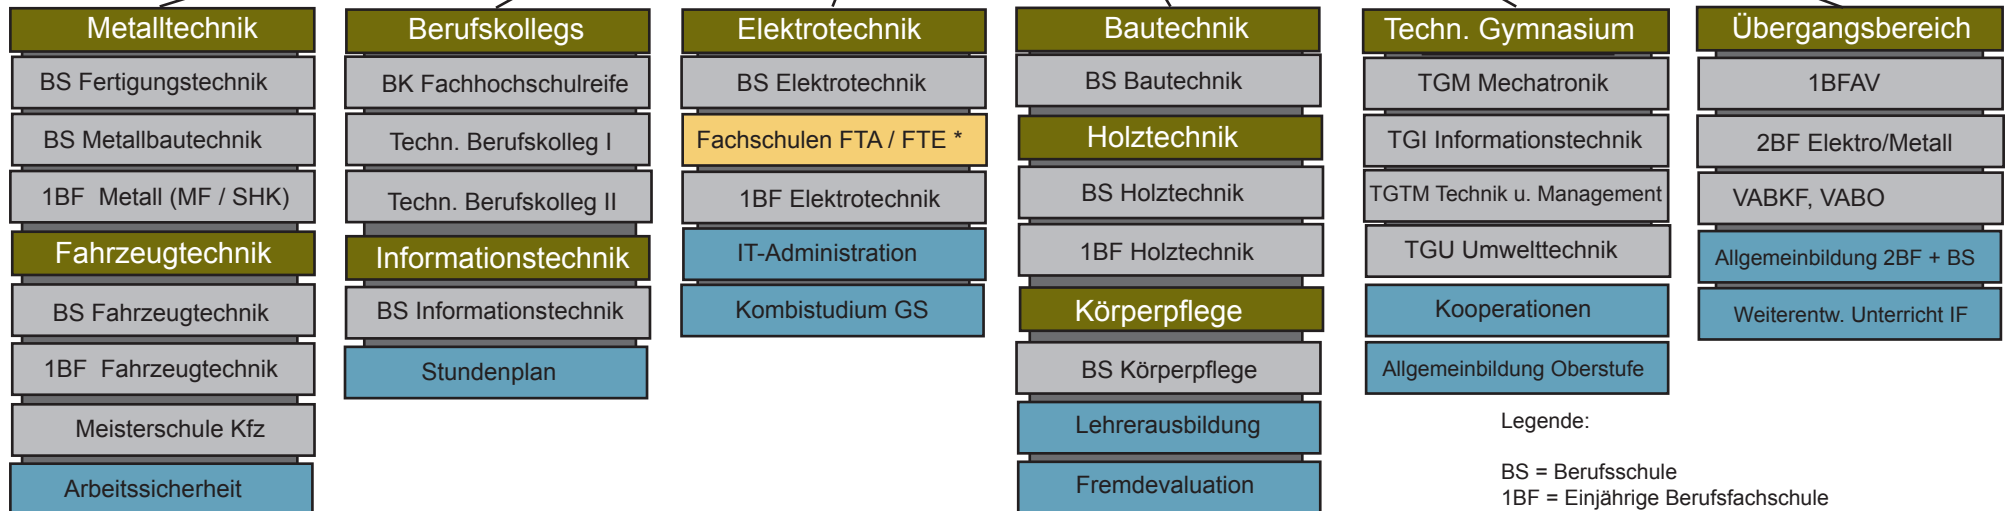 Metalltechnik
BS Fertigungstechnik
BS Metallbautechnik
1BF  Metall (MF / SHK)
Fahrzeugtechnik
BS Fahrzeugtechnik
1BF  Fahrzeugtechnik
Meisterschule Kfz
Arbeitssicherheit
Berufskollegs
BK Fachhochschulreife
Techn. Berufskolleg I
Techn. Berufskolleg II
Informationstechnik
BS Informationstechnik
Stundenplan
Elektrotechnik
BS Elektrotechnik
Fachschulen FTA / FTE *
1BF Elektrotechnik
IT-Administration
Kombistudium GS
Bautechnik
BS Bautechnik
Holztechnik
BS Holztechnik
1BF Holztechnik
Körperpflege
BS Körperpflege
Lehrerausbildung
Fremdevaluation
Techn. Gymnasium
TGM Mechatronik
TGI Informationstechnik
TGTM Technik u. Management
TGU Umwelttechnik
Kooperationen
Allgemeinbildung Oberstufe
Übergangsbereich
1BFAV
2BF Elektro/Metall
VABKF, VABO
Allgemeinbildung 2BF + BS
Weiterentw. Unterricht IF
Legende:
BS = Berufsschule
1BF = Einjährige Berufsfachschule